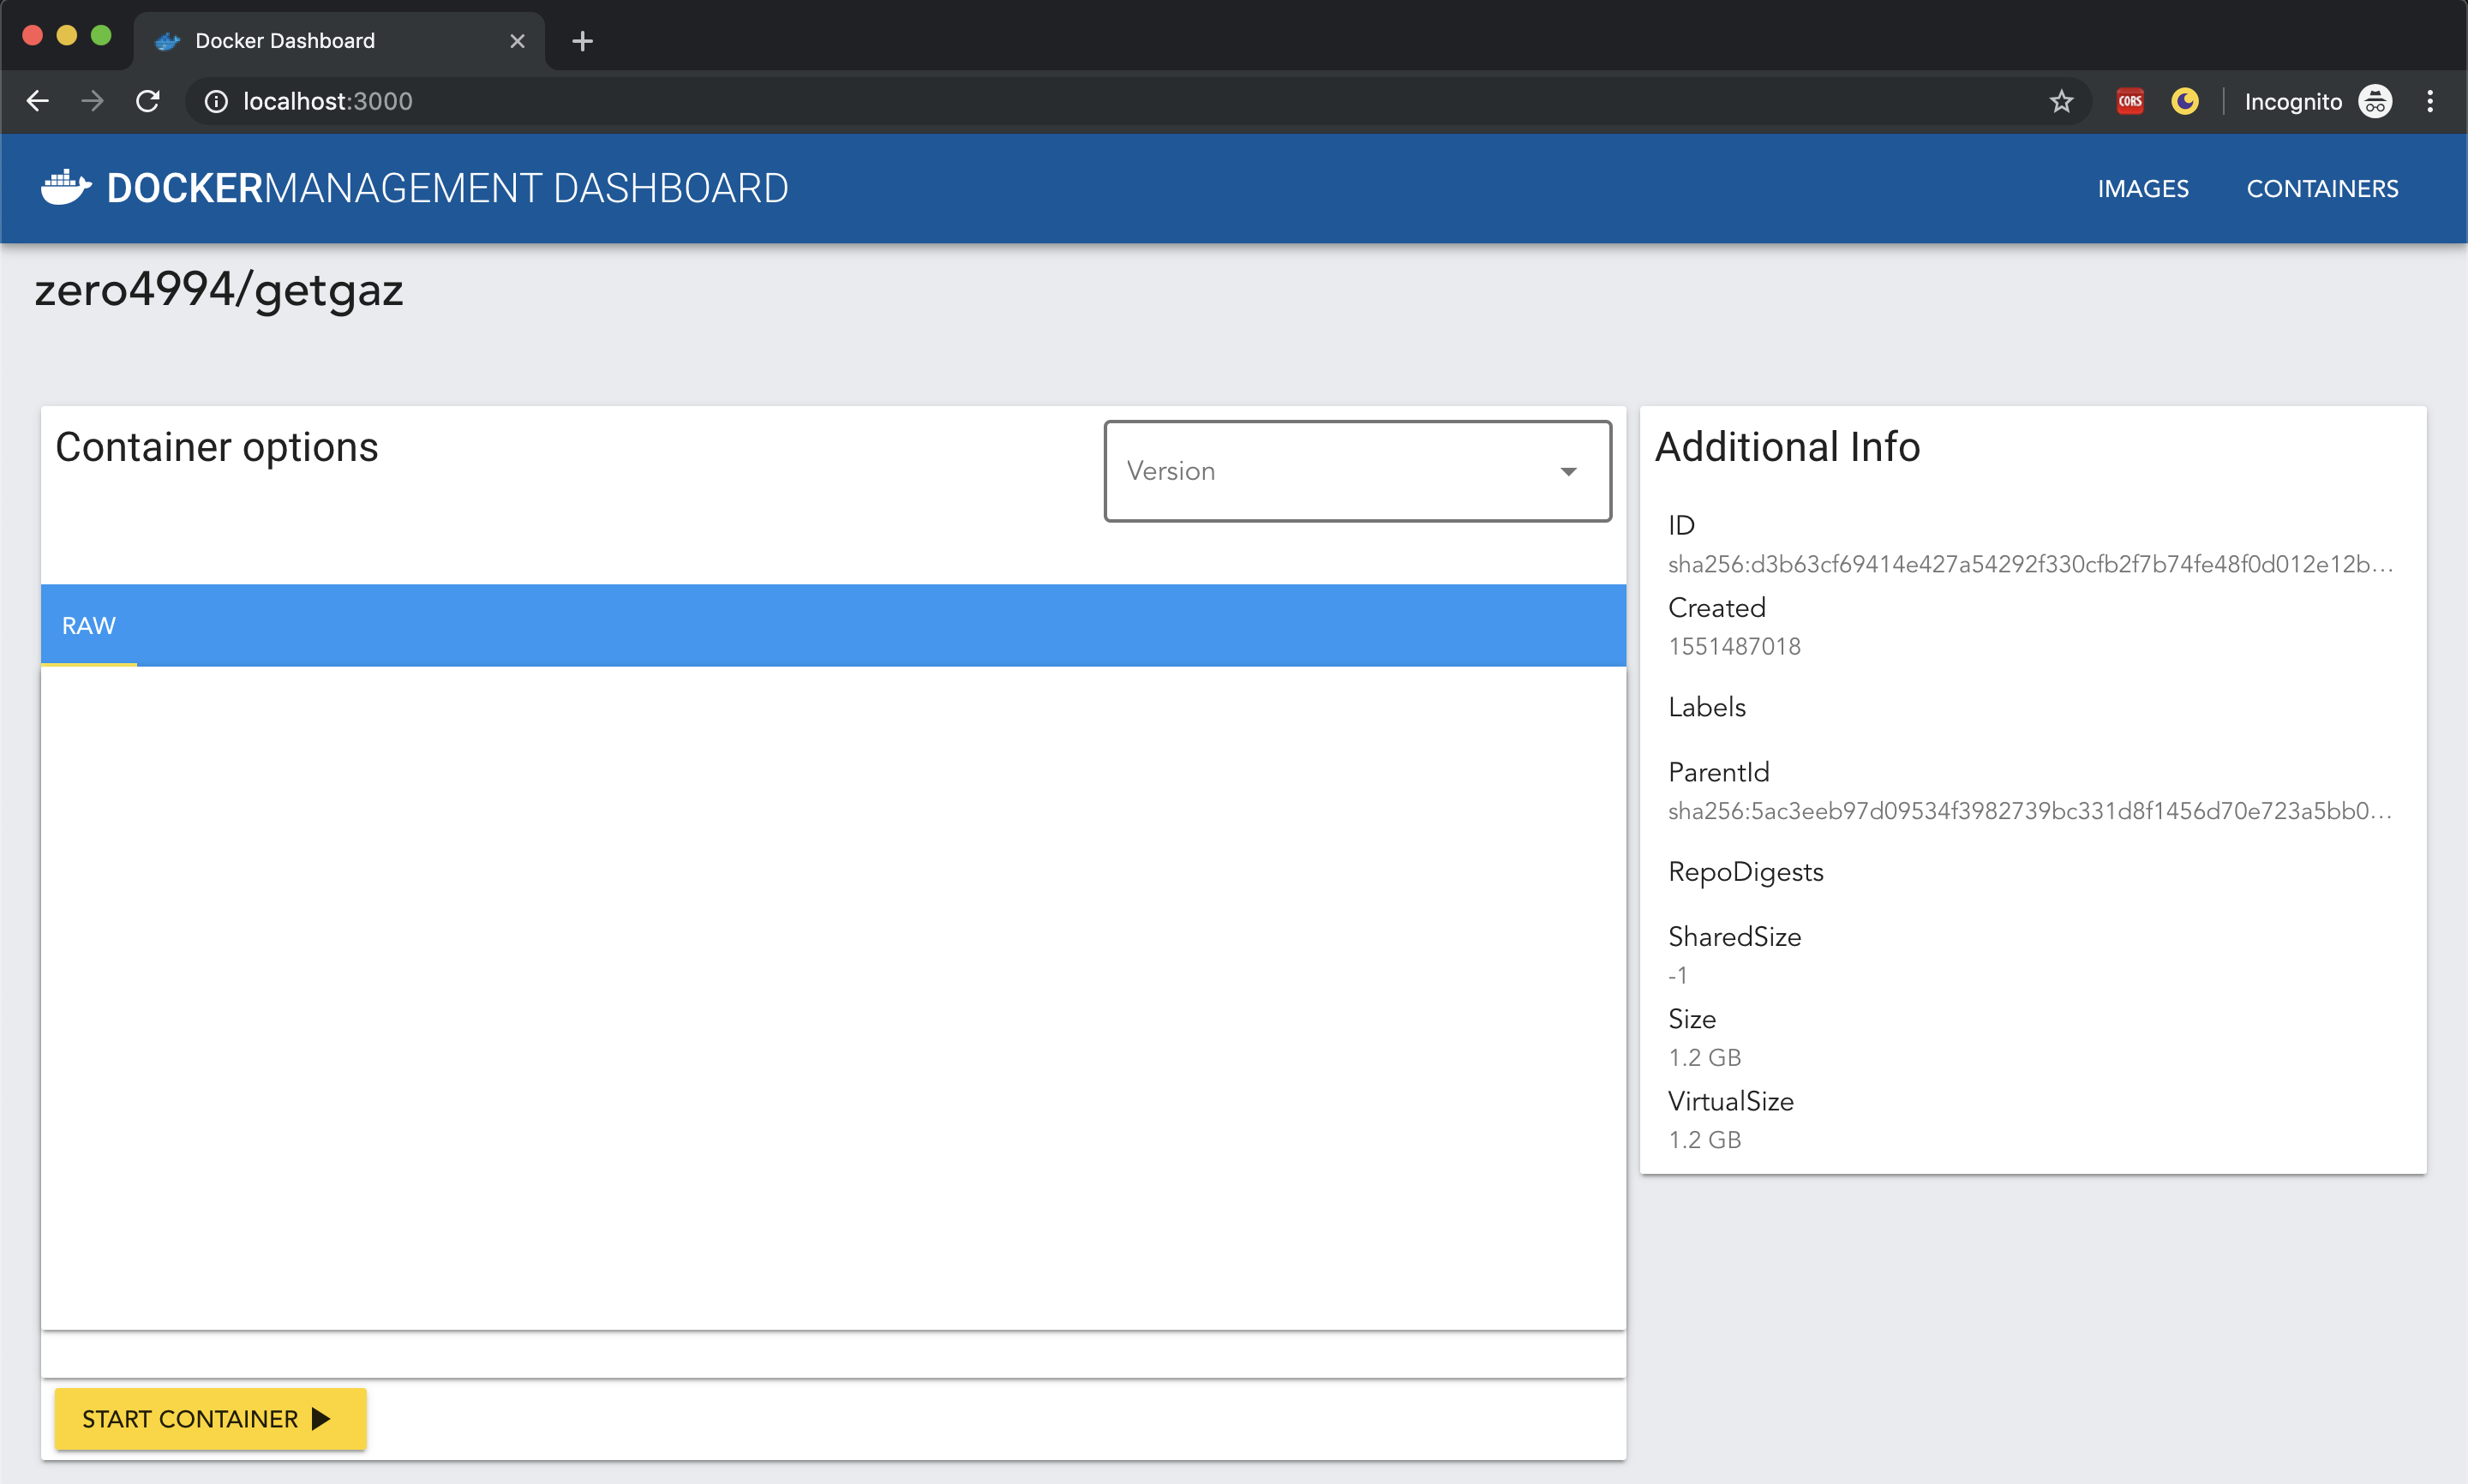 Docker Dashboard
localhost:3000
CORS
Incognito
DOCKERMANAGEMENT DASHBOARD
IMAGES
CONTAINERS
zero4994/getgaz
Container options
Version
RAW
START CONTAINER
Additional Info
ID
sha256:d3b63cf69414e427a54292f330cfb2f7b74fe48f0d012e12b...
Created
1551487018
Labels
ParentId
sha256:5ac3eeb97d09534f3982739bc331d8f1456d70e723a5bb0...
RepoDigests
SharedSize
-1
Size
1.2 GB
VirtualSize
1.2 GB